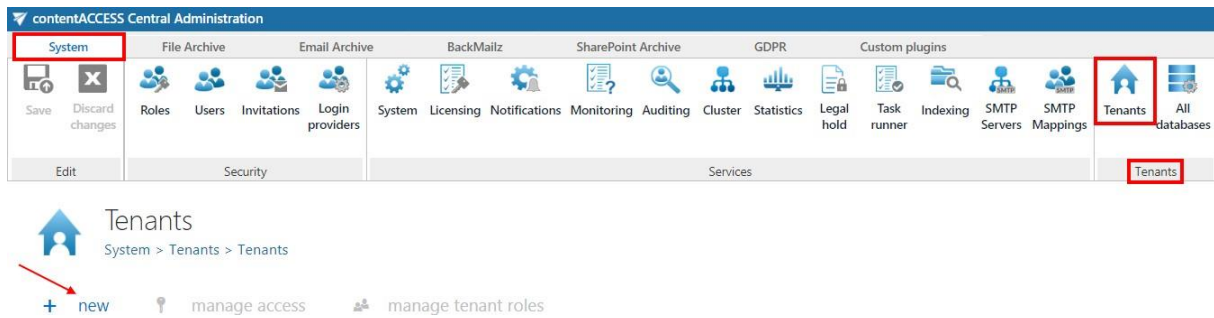 contentACCESS Central Administration
System File Archive Email Archive BackMailz SharePoint Archive GDPR Custom plugins
Save Discard changes Roles Users Invitations Login providers System Licensing Notifications Monitoring Auditing Cluster Statistics Legal hold Task runner Indexing SMTP Servers SMTP Mappings Tenants All databases
Edit Security Services Tenants
Tenants
System > Tenants > Tenants
+ new manage access manage tenant roles